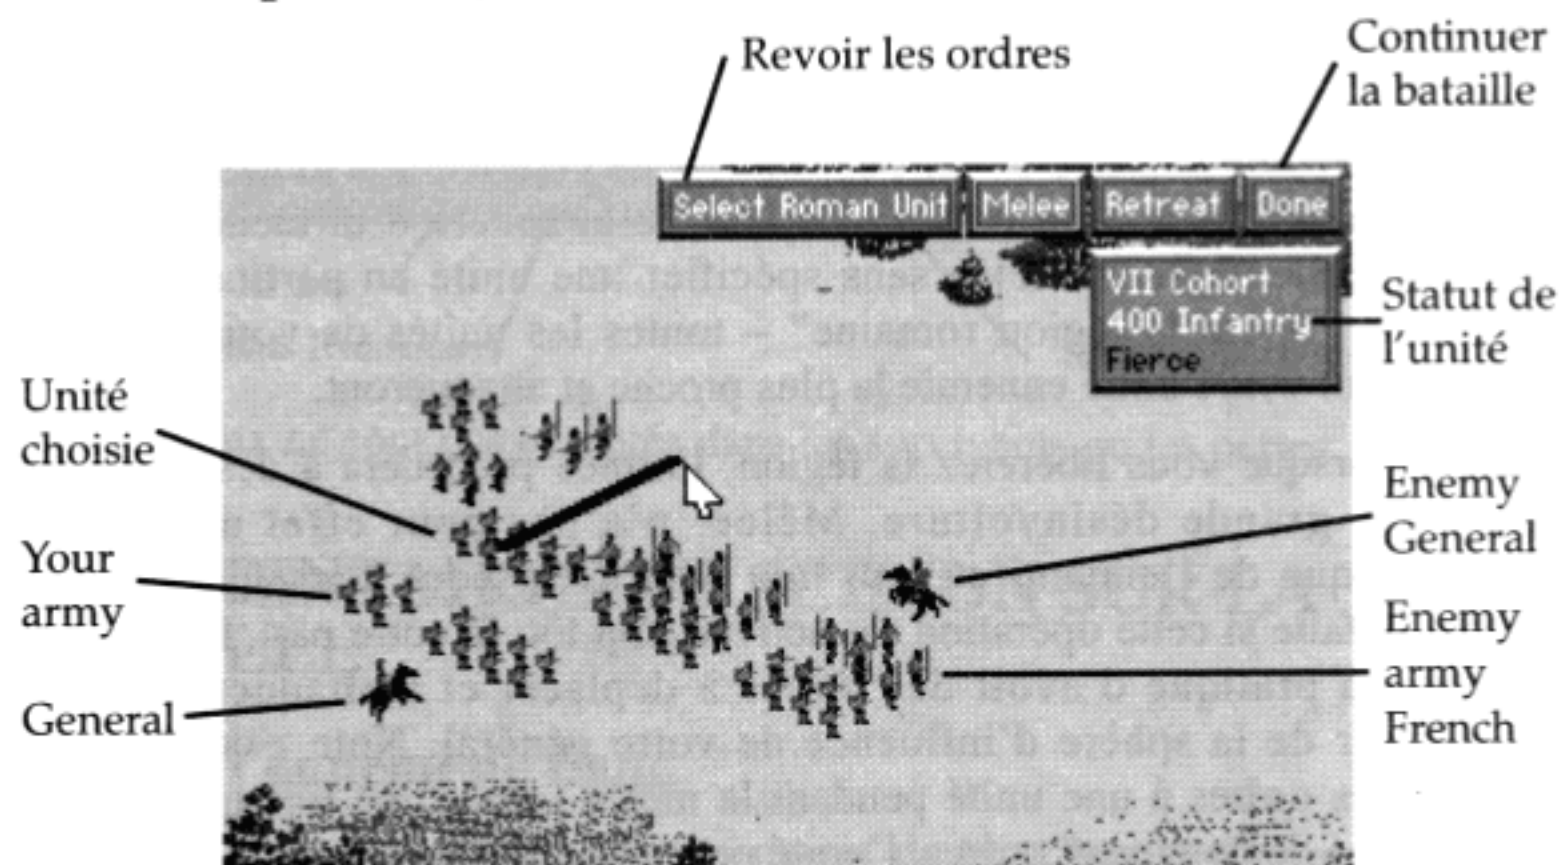 Revoir les ordres
Continuer
la bataille
Select Roman Unit
Melee
Retreat
Done
VII Cohort
400 Infantry
Fierce
Statut de
l'unité
Unité
choisie
Your
army
General
Enemy
General
Enemy
army
French